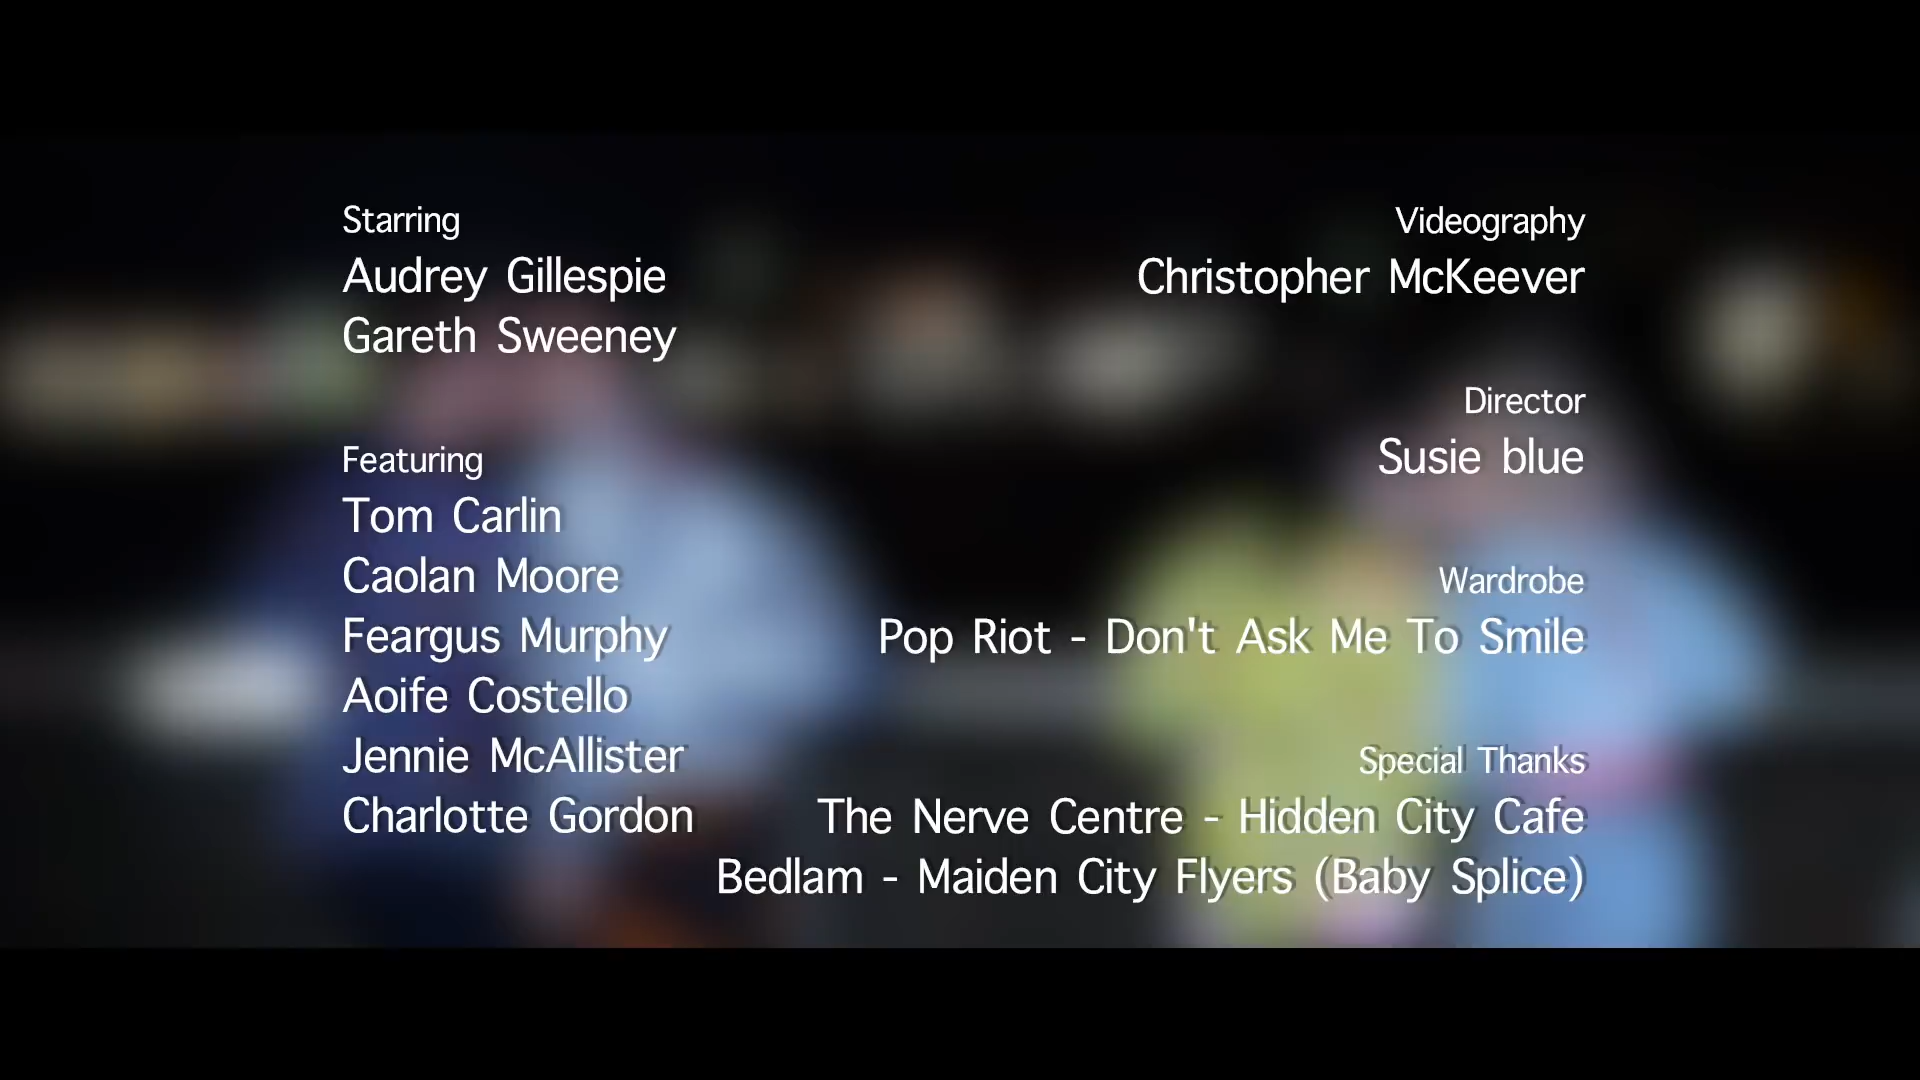 Starring
Audrey Gillespie
Gareth Sweeney
Featuring
Tom Carlin
Caolan Moore
Feargus Murphy
Aoife Costello
Jennie McAllister
Charlotte Gordon
Videography
Christopher McKeever
Director
Susie blue
Wardrobe
Pop Riot - Don't Ask Me To Smile
Special Thanks
The Nerve Centre - Hidden City Cafe
Bedlam - Maiden City Flyers (Baby Splice)